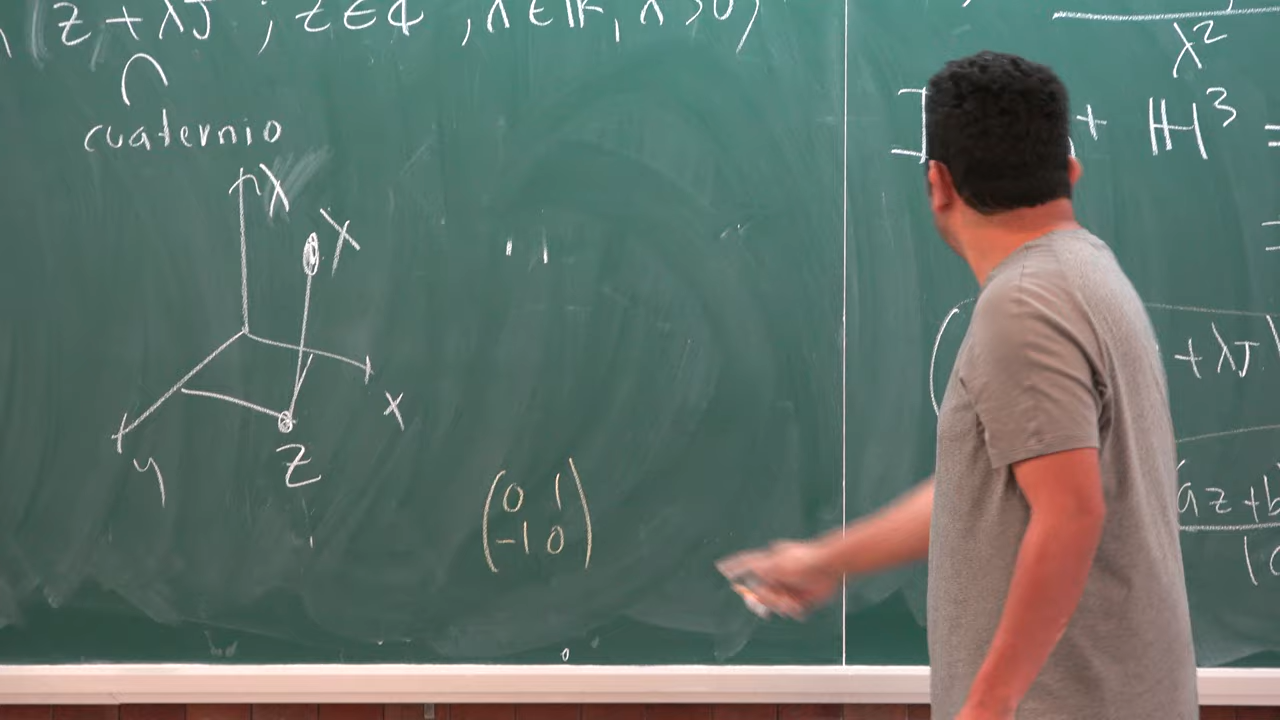 {z + λJ ; z ∈ ℂ, λ ∈ ℝ, λ > 0}
∩
cuaternio
λ
x
x
y
z
(0 1
-1 0)
λ²
+ ℍ³ =
+ λJ)
az + b